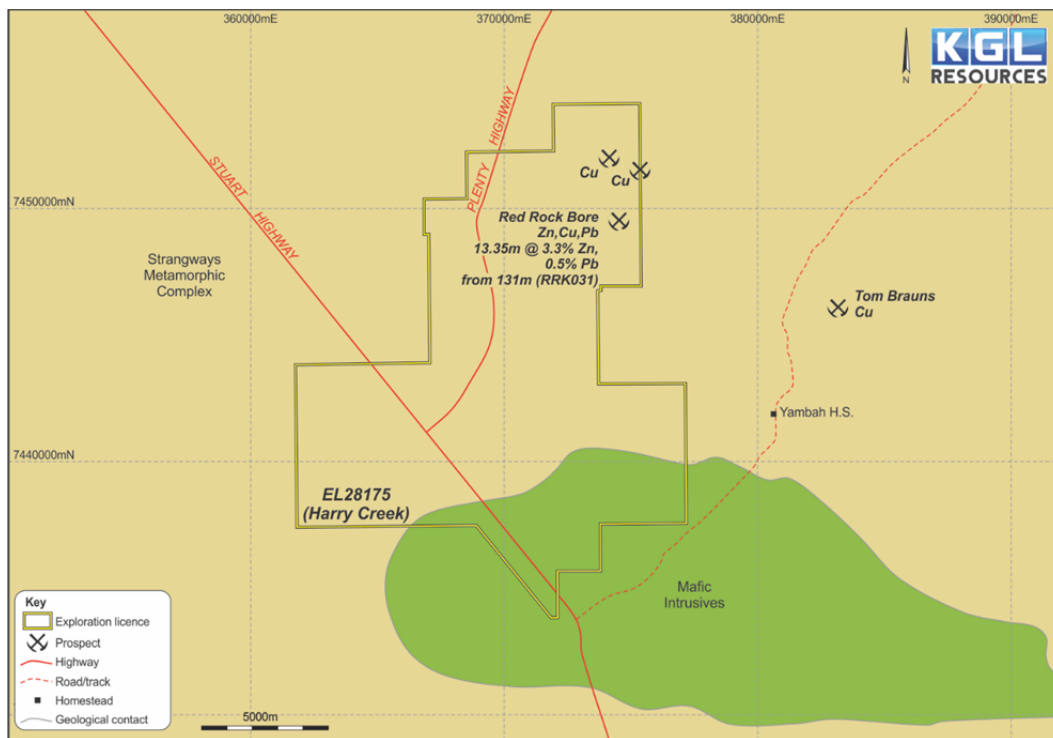 360000mE
370000mE
380000mE
390000mE
KGL
RESOURCES
N
STUART HIGHWAY
PLENTY HIGHWAY
Cu
Cu
7450000mN
Red Rock Bore
Zn,Cu,Pb
13.35m @ 3.3% Zn,
0.5% Pb
from 131m (RRK031)
Strangways
Metamorphic
Complex
Tom Brauns
Cu
Yambah H.S.
7440000mN
EL28175
(Harry Creek)
Mafic
Intrusives
Key
Exploration licence
Prospect
Highway
Road/track
Homestead
Geological contact
5000m